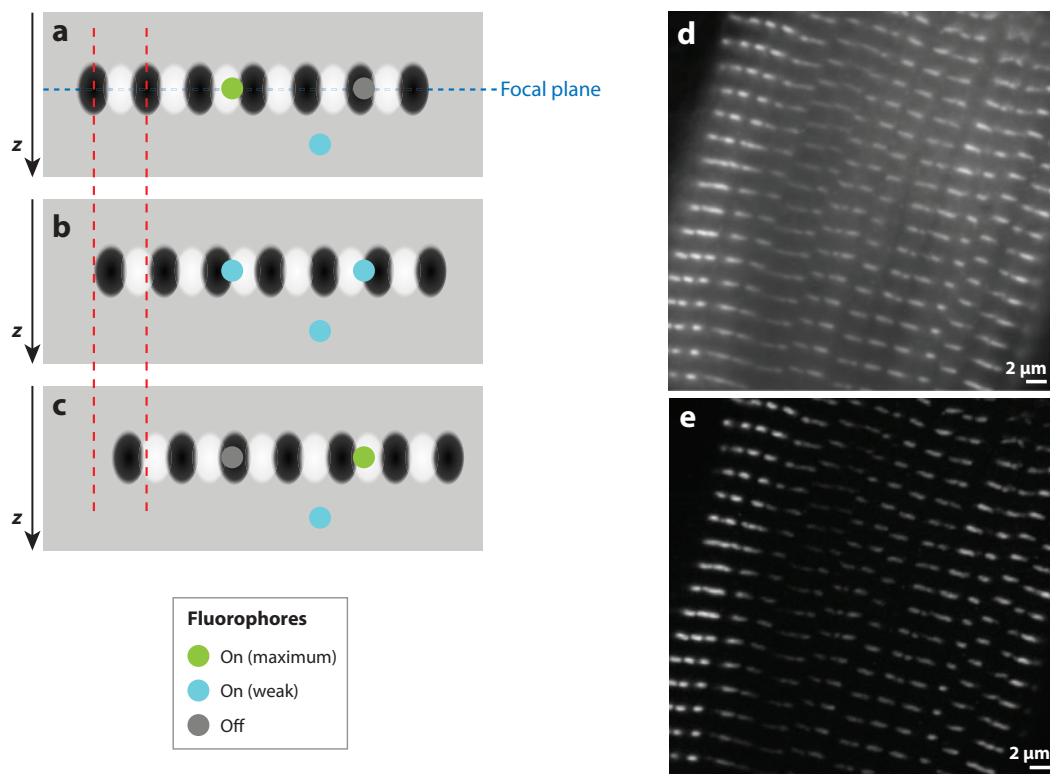 a
Focal plane
z
b
z
c
z
Fluorophores
On (maximum)
On (weak)
Off
d
2 μm
e
2 μm